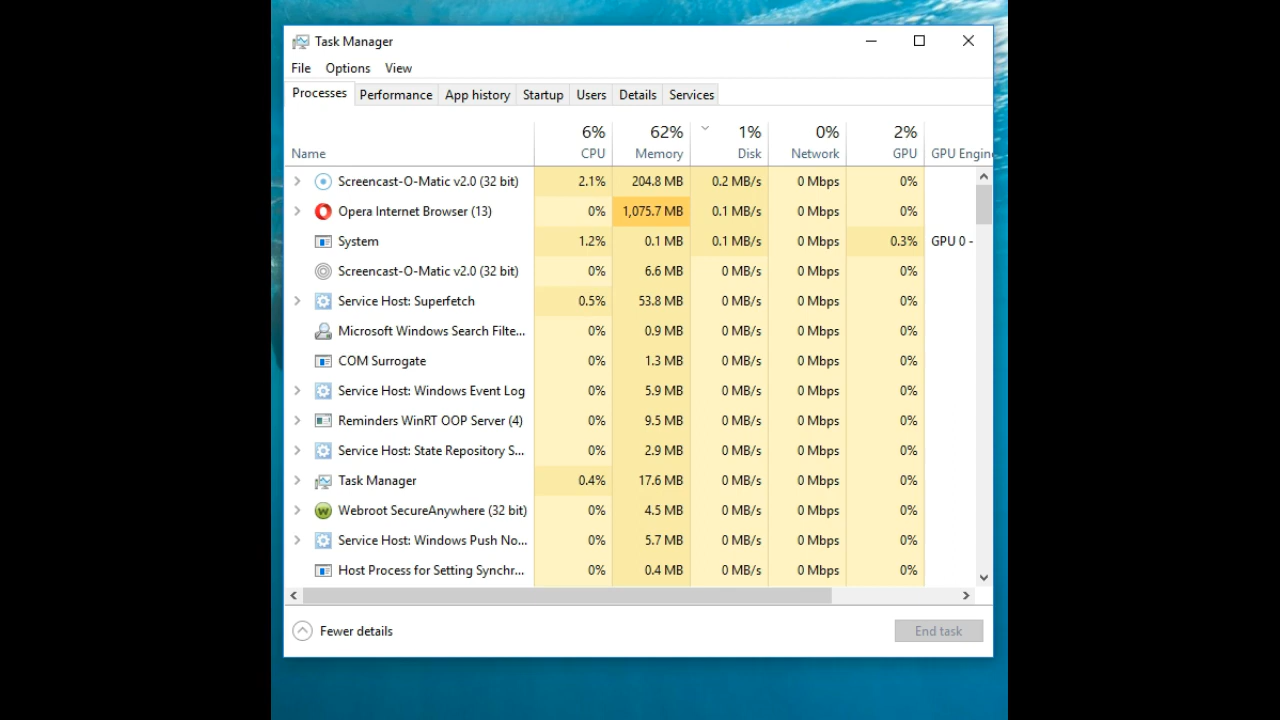 Task Manager
File Options View
Processes Performance App history Startup Users Details Services
6% 62% 1% 0% 2%
Name CPU Memory Disk Network GPU GPU Engine
Screencast-O-Matic v2.0 (32 bit) 2.1% 204.8 MB 0.2 MB/s 0 Mbps 0%
Opera Internet Browser (13) 0% 1,075.7 MB 0.1 MB/s 0 Mbps 0%
System 1.2% 0.1 MB 0.1 MB/s 0 Mbps 0.3% GPU 0 -
Screencast-O-Matic v2.0 (32 bit) 0% 6.6 MB 0 MB/s 0 Mbps 0%
Service Host: Superfetch 0.5% 53.8 MB 0 MB/s 0 Mbps 0%
Microsoft Windows Search Filte... 0% 0.9 MB 0 MB/s 0 Mbps 0%
COM Surrogate 0% 1.3 MB 0 MB/s 0 Mbps 0%
Service Host: Windows Event Log 0% 5.9 MB 0 MB/s 0 Mbps 0%
Reminders WinRT OOP Server (4) 0% 9.5 MB 0 MB/s 0 Mbps 0%
Service Host: State Repository S... 0% 2.9 MB 0 MB/s 0 Mbps 0%
Task Manager 0.4% 17.6 MB 0 MB/s 0 Mbps 0%
Webroot SecureAnywhere (32 bit) 0% 4.5 MB 0 MB/s 0 Mbps 0%
Service Host: Windows Push No... 0% 5.7 MB 0 MB/s 0 Mbps 0%
Host Process for Setting Synchr... 0% 0.4 MB 0 MB/s 0 Mbps 0%
Fewer details End task